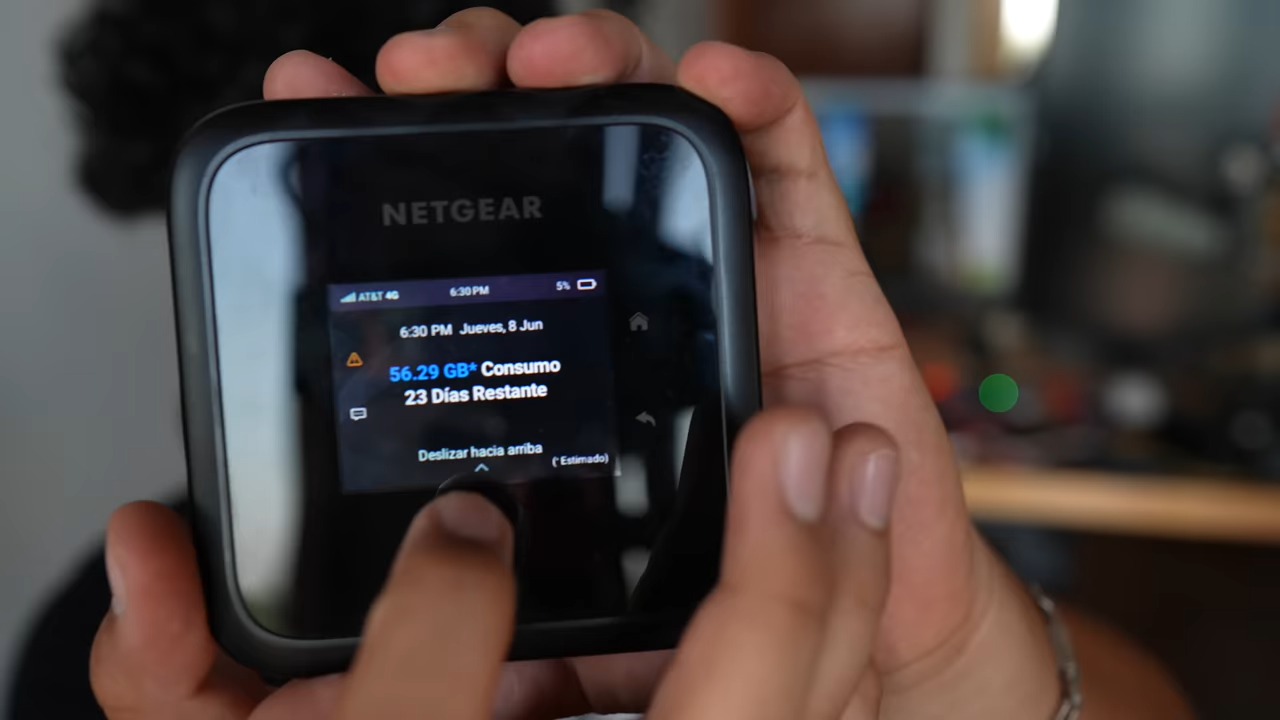 NETGEAR
AT&T 4G 6:30 PM 5%
6:30 PM Jueves, 8 Jun
56.29 GB* Consumo
23 Días Restante
Deslizar hacia arriba
(*Estimado)